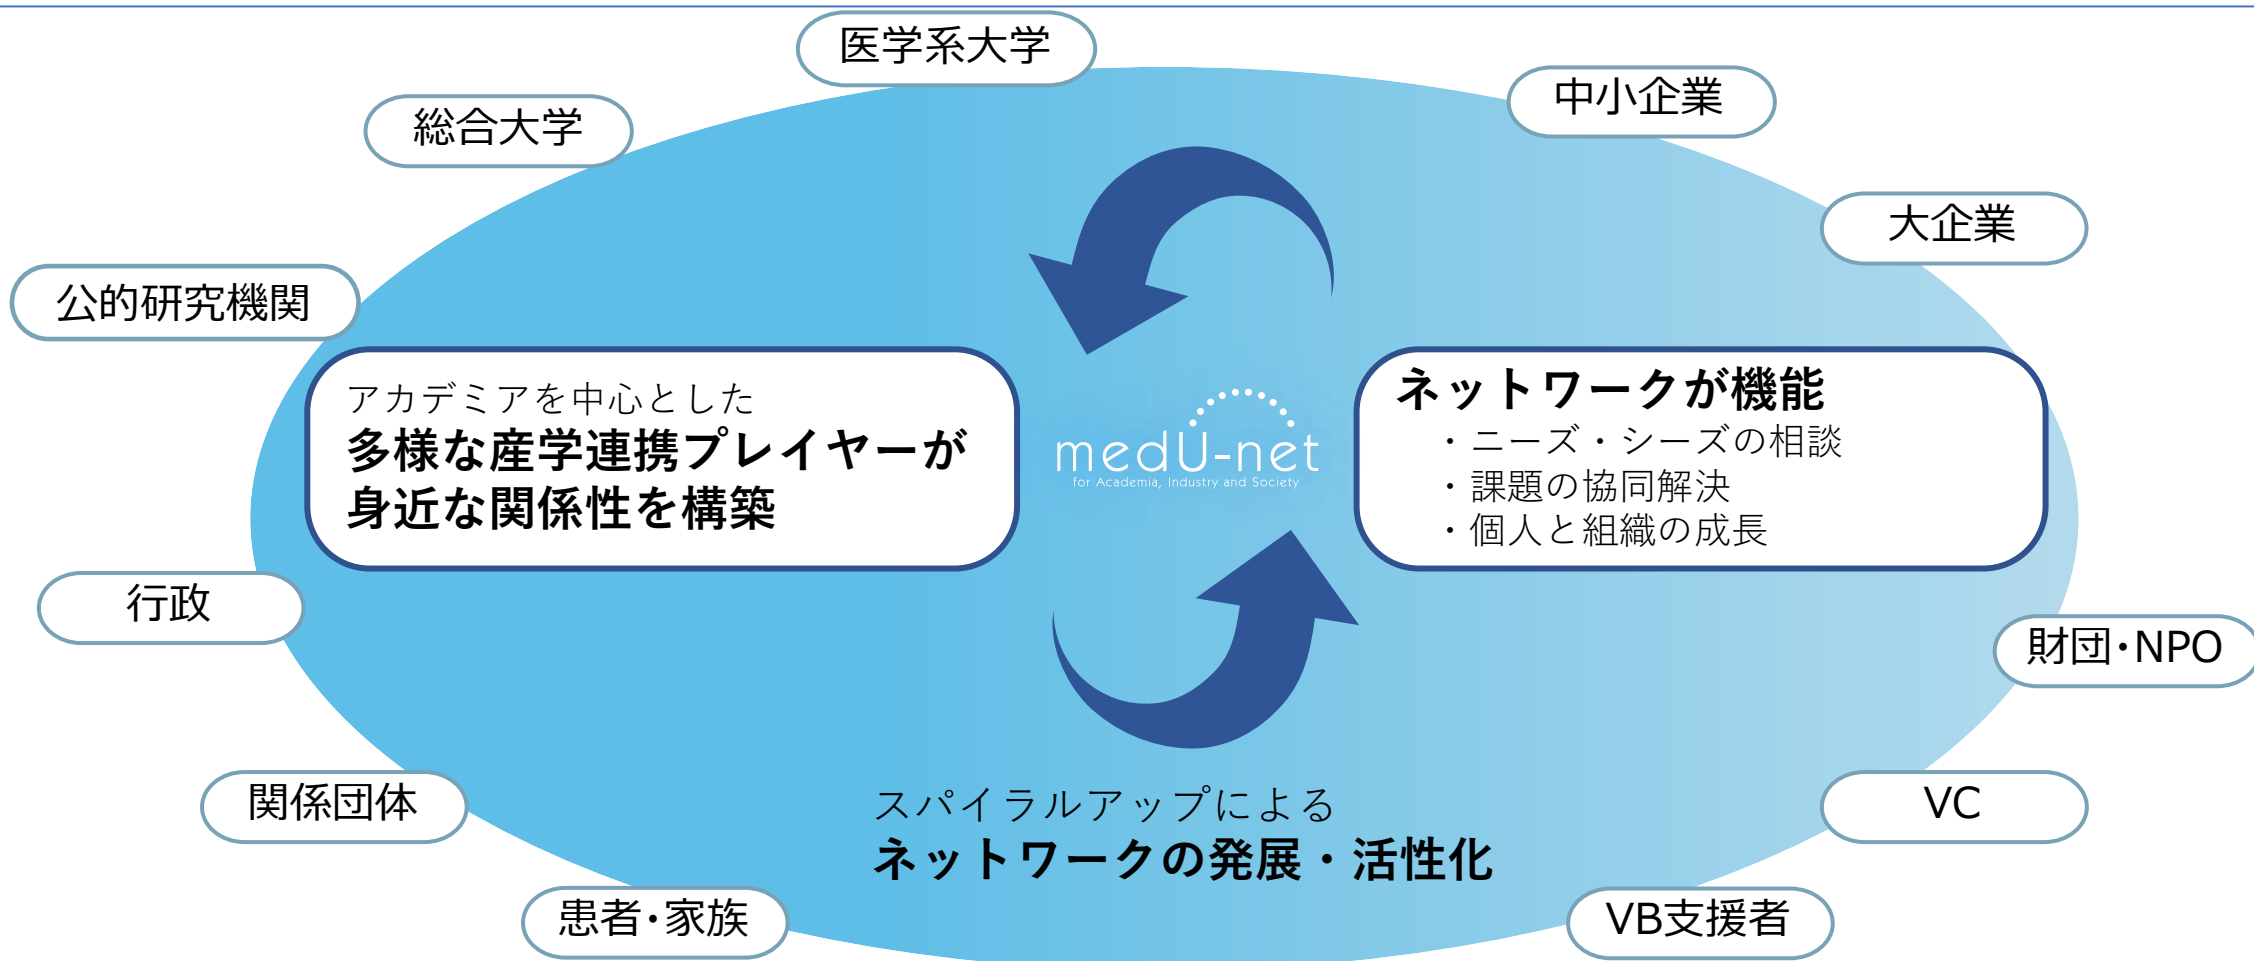 医学系大学
中小企業
総合大学
大企業
公的研究機関
アカデミアを中心とした
多様な産学連携プレイヤーが
身近な関係性を構築
medU-net
for Academia, Industry and Society
ネットワークが機能
・ニーズ・シーズの相談
・課題の協同解決
・個人と組織の成長
行政
財団・NPO
関係団体
VC
スパイラルアップによる
ネットワークの発展・活性化
患者・家族
VB支援者